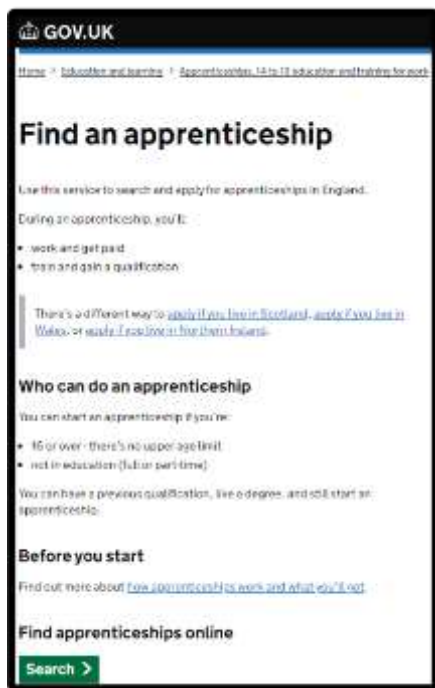 GOV.UK
Home > Education and learning > Apprenticeships, 14 to 19 education and training for work
Find an apprenticeship
Use this service to search and apply for apprenticeships in England.
During an apprenticeship, you'll:
• work and get paid
• train and gain a qualification
There's a different way to apply if you live in Scotland, apply if you live in
Wales, or apply if you live in Northern Ireland.
Who can do an apprenticeship
You can start an apprenticeship if you're:
• 16 or over - there's no upper age limit
• not in education (full or part-time)
You can have a previous qualification, like a degree, and still start an
apprenticeship.
Before you start
Find out more about how apprenticeships work and what you'll get.
Find apprenticeships online
Search >